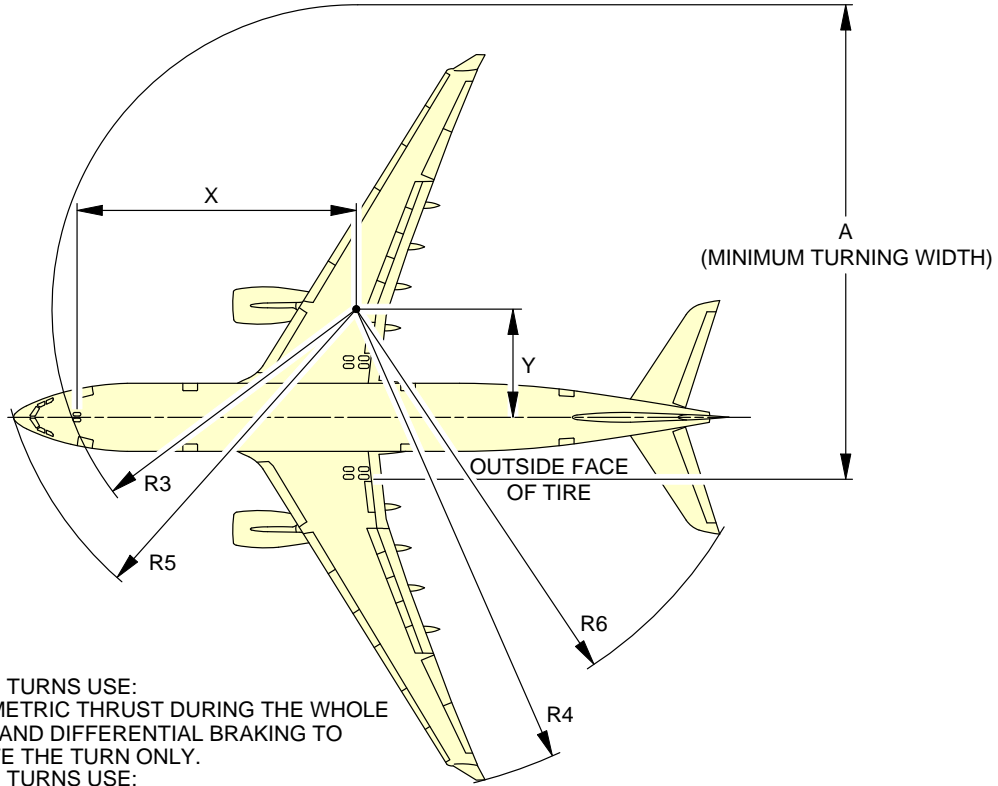 X
A
(MINIMUM TURNING WIDTH)
Y
OUTSIDE FACE
OF TIRE
R3
R5
R6
R4
TURNS USE:
METRIC THRUST DURING THE WHOLE
AND DIFFERENTIAL BRAKING TO
E THE TURN ONLY.
TURNS USE: